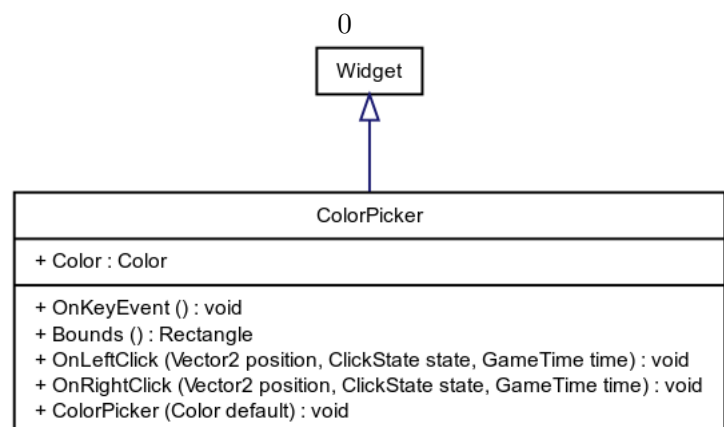 0
Widget
ColorPicker
+ Color : Color
+ OnKeyEvent () : void
+ Bounds () : Rectangle
+ OnLeftClick (Vector2 position, ClickState state, GameTime time) : void
+ OnRightClick (Vector2 position, ClickState state, GameTime time) : void
+ ColorPicker (Color default) : void